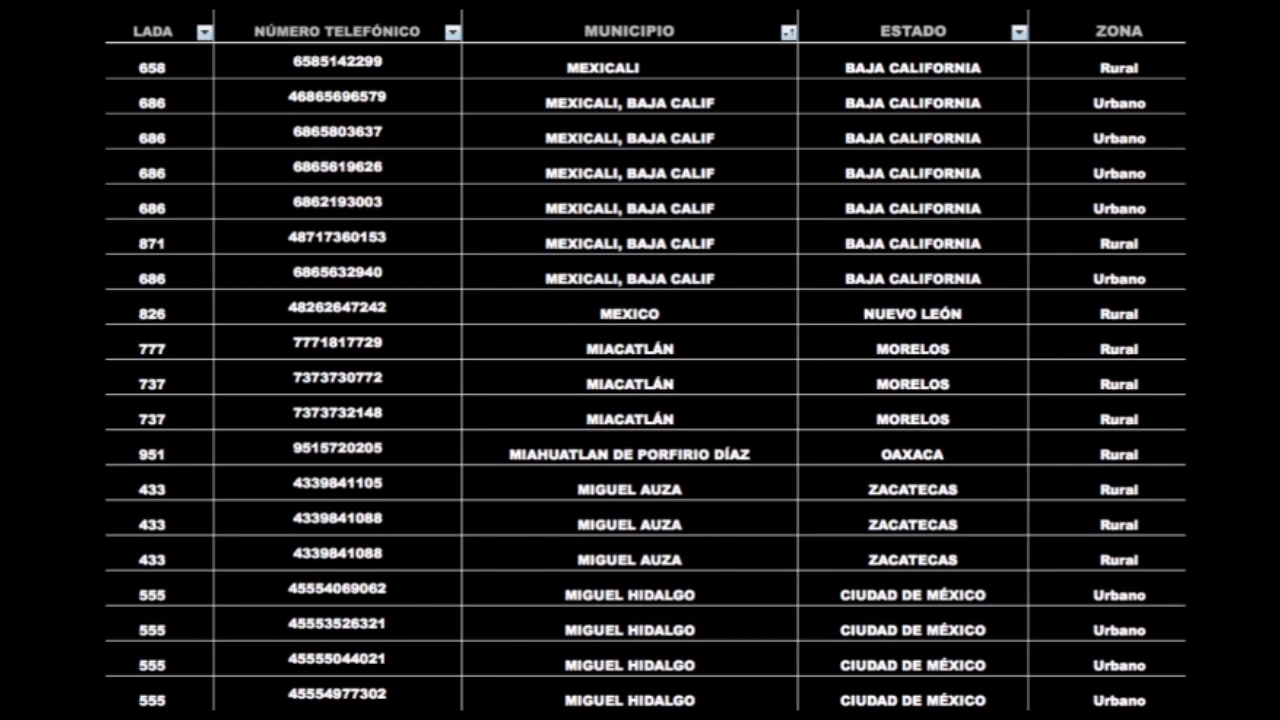 LADA NÚMERO TELEFÓNICO MUNICIPIO ESTADO ZONA
658 6585142299 MEXICALI BAJA CALIFORNIA Rural
686 46865696579 MEXICALI, BAJA CALIF BAJA CALIFORNIA Urbano
686 6865803637 MEXICALI, BAJA CALIF BAJA CALIFORNIA Urbano
686 6865619626 MEXICALI, BAJA CALIF BAJA CALIFORNIA Urbano
686 6862193003 MEXICALI, BAJA CALIF BAJA CALIFORNIA Urbano
871 48717360153 MEXICALI, BAJA CALIF BAJA CALIFORNIA Rural
686 6865632940 MEXICALI, BAJA CALIF BAJA CALIFORNIA Urbano
826 48262647242 MEXICO NUEVO LEÓN Rural
777 7771817729 MIACATLÁN MORELOS Rural
737 7373730772 MIACATLÁN MORELOS Rural
737 7373732148 MIACATLÁN MORELOS Rural
951 9515720205 MIAHUATLAN DE PORFIRIO DÍAZ OAXACA Rural
433 4339841105 MIGUEL AUZA ZACATECAS Rural
433 4339841088 MIGUEL AUZA ZACATECAS Rural
433 4339841088 MIGUEL AUZA ZACATECAS Rural
555 45554069062 MIGUEL HIDALGO CIUDAD DE MÉXICO Urbano
555 45553526321 MIGUEL HIDALGO CIUDAD DE MÉXICO Urbano
555 45555044021 MIGUEL HIDALGO CIUDAD DE MÉXICO Urbano
555 45554977302 MIGUEL HIDALGO CIUDAD DE MÉXICO Urbano